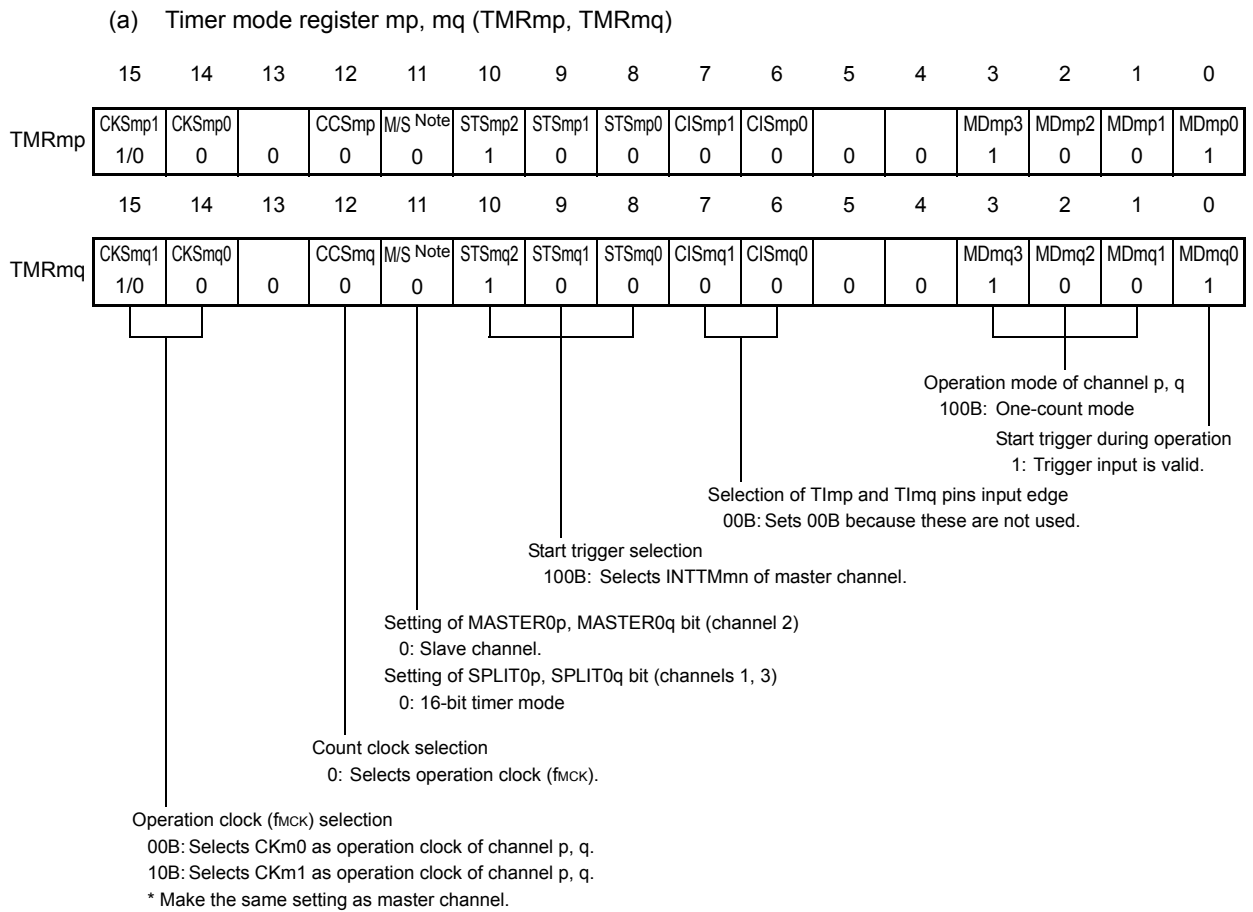 (a) Timer mode register mp, mq (TMRmp, TMRmq)
15 14 13 12 11 10 9 8 7 6 5 4 3 2 1 0
TMRmp CKSmp1 CKSmp0 CCSmp M/S Note STSmp2 STSmp1 STSmp0 CISmp1 CISmp0 MDmp3 MDmp2 MDmp1 MDmp0
1/0 0 0 0 0 1 0 0 0 0 0 0 1 0 0 1
15 14 13 12 11 10 9 8 7 6 5 4 3 2 1 0
TMRmq CKSmq1 CKSmq0 CCSmq M/S Note STSmq2 STSmq1 STSmq0 CISmq1 CISmq0 MDmq3 MDmq2 MDmq1 MDmq0
1/0 0 0 0 0 1 0 0 0 0 0 0 1 0 0 1
Operation mode of channel p, q
100B: One-count mode
Start trigger during operation
1: Trigger input is valid.
Selection of TImp and TImq pins input edge
00B: Sets 00B because these are not used.
Start trigger selection
100B: Selects INTTMmn of master channel.
Setting of MASTER0p, MASTER0q bit (channel 2)
0: Slave channel.
Setting of SPLIT0p, SPLIT0q bit (channels 1, 3)
0: 16-bit timer mode
Count clock selection
0: Selects operation clock (fMCK).
Operation clock (fMCK) selection
00B: Selects CKm0 as operation clock of channel p, q.
10B: Selects CKm1 as operation clock of channel p, q.
* Make the same setting as master channel.